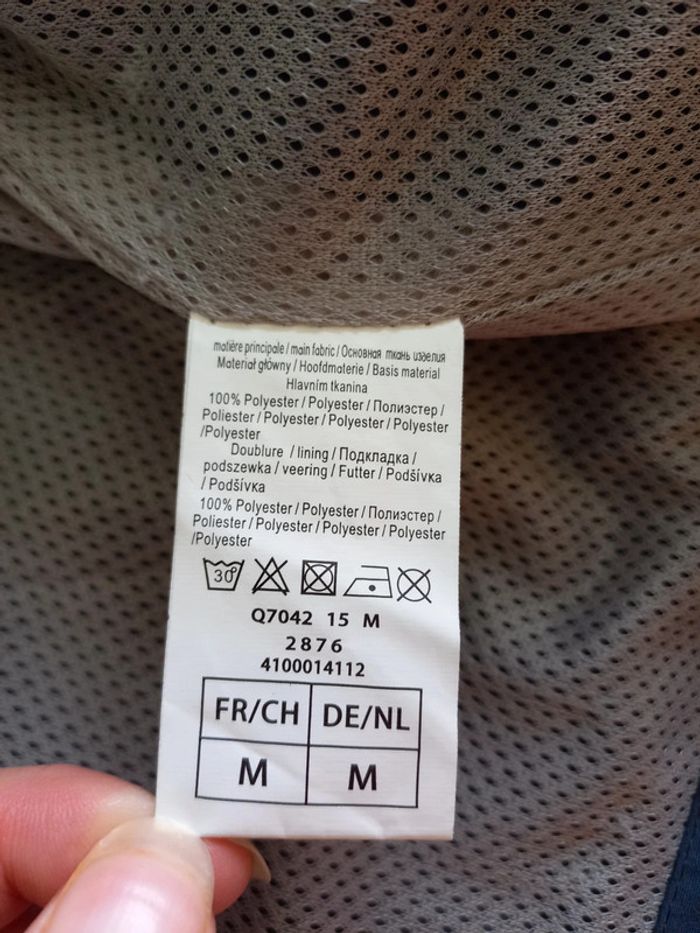 matière principale / main fabric / Основная ткань изделия
Materiał główny / Hoofdmaterie / Basis material
Hlavním tkanina
100% Polyester / Polyester / Полиэстер /
Poliester / Polyester / Polyester / Polyester
/Polyester
Doublure / lining / Подкладка /
podszewka / veering / Futter / Podšívka
/ Podšívka
100% Polyester / Polyester / Полиэстер /
Poliester / Polyester / Polyester / Polyester
/Polyester
30°
Q7042 15 M
2876
4100014112
FR/CH DE/NL
M M